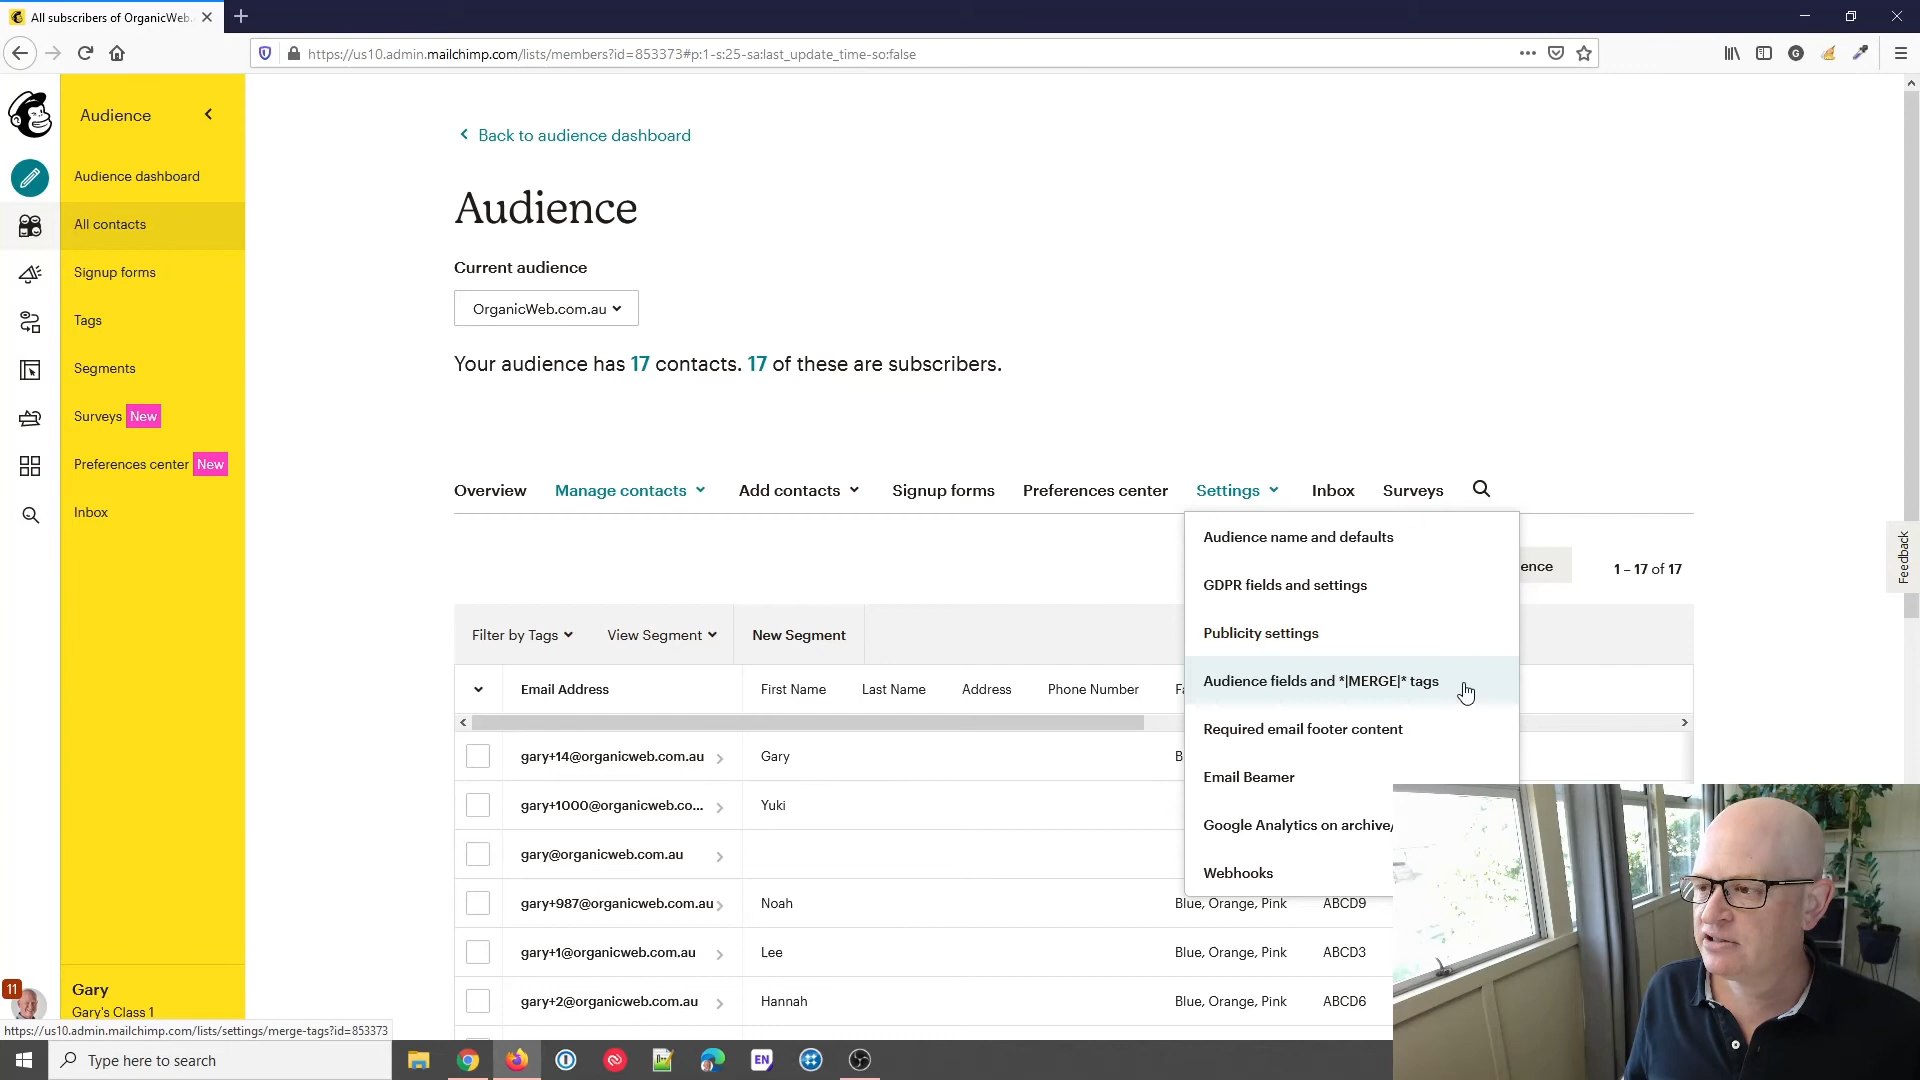 All subscribers of OrganicWeb.
https://us10.admin.mailchimp.com/lists/members?id=853373#p:1-s:25-sa:last_update_time-so:false
Audience
Audience dashboard
All contacts
Signup forms
Tags
Segments
Surveys New
Preferences center New
Inbox
11
Gary
Gary's Class 1
Back to audience dashboard
Audience
Current audience
OrganicWeb.com.au
Your audience has 17 contacts. 17 of these are subscribers.
Overview Manage contacts Add contacts Signup forms Preferences center Settings Inbox Surveys
Audience name and defaults
GDPR fields and settings
Publicity settings
Audience fields and *|MERGE|* tags
Required email footer content
Email Beamer
Google Analytics on archive/
Webhooks
ence
1 – 17 of 17
Feedback
Filter by Tags View Segment New Segment
Email Address First Name Last Name Address Phone Number Fa
gary+14@organicweb.com.au Gary B
gary+1000@organicweb.co... Yuki
gary@organicweb.com.au
gary+987@organicweb.com.au Noah Blue, Orange, Pink ABCD9
gary+1@organicweb.com.au Lee Blue, Orange, Pink ABCD3
gary+2@organicweb.com.au Hannah Blue, Orange, Pink ABCD6
https://us10.admin.mailchimp.com/lists/settings/merge-tags?id=853373
Type here to search
EN